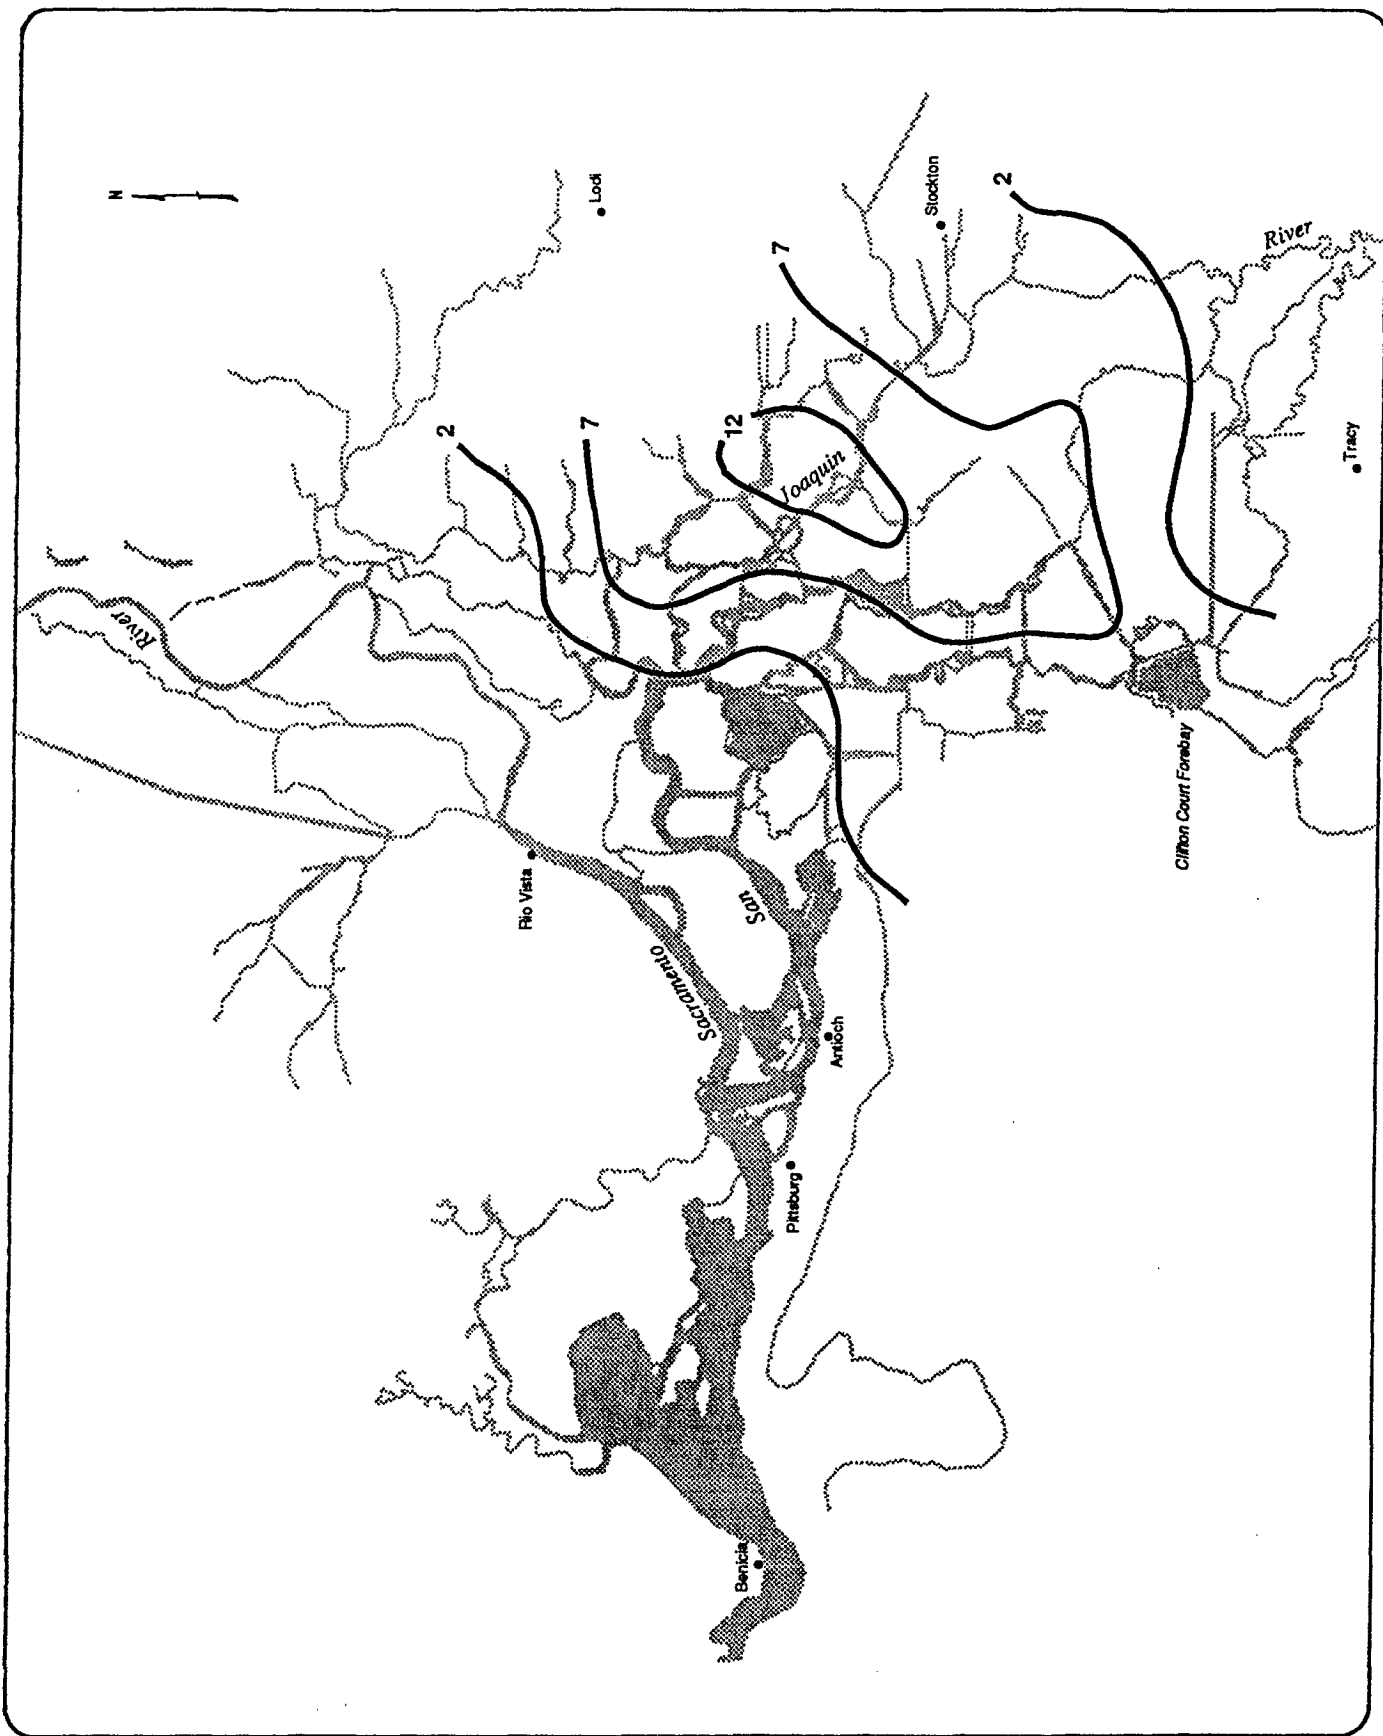 N
Lodi
Stockton
2
7
River
2
7
12
Joaquin
Tracy
River
Rio Vista
San
Clifton Court Forebay
Sacramento
Antioch
Pittsburg
Benicia